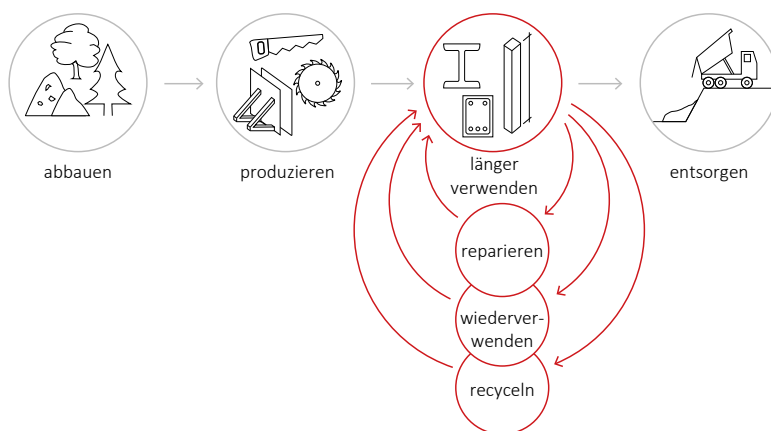 abbauen
produzieren
länger
verwenden
entsorgen
reparieren
wiederver-
wenden
recyceln